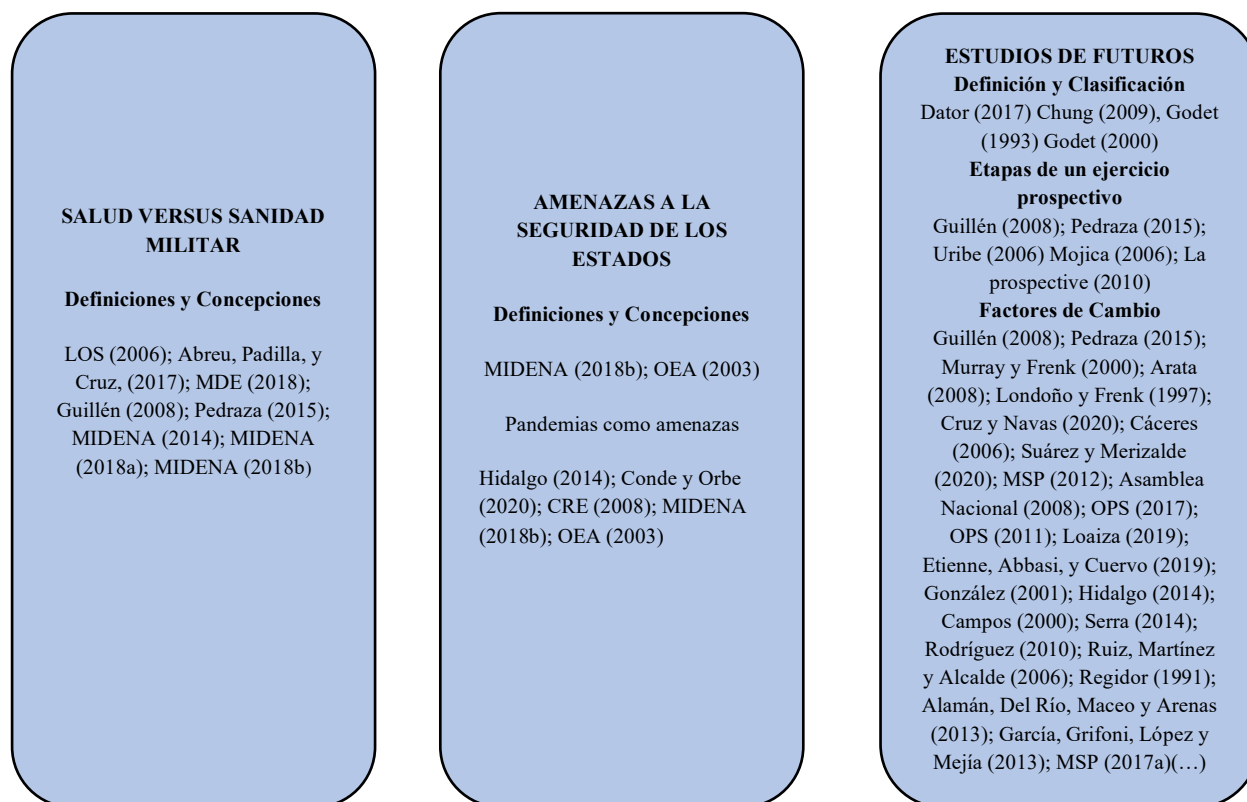 SALUD VERSUS SANIDAD
MILITAR
Definiciones y Concepciones
LOS (2006); Abreu, Padilla, y
Cruz, (2017); MDE (2018);
Guillén (2008); Pedraza (2015);
MIDENA (2014); MIDENA
(2018a); MIDENA (2018b)
AMENAZAS A LA
SEGURIDAD DE LOS
ESTADOS
Definiciones y Concepciones
MIDENA (2018b); OEA (2003)
Pandemias como amenazas
Hidalgo (2014); Conde y Orbe
(2020); CRE (2008); MIDENA
(2018b); OEA (2003)
ESTUDIOS DE FUTUROS
Definición y Clasificación
Dator (2017) Chung (2009), Godet
(1993) Godet (2000)
Etapas de un ejercicio
prospectivo
Guillén (2008); Pedraza (2015);
Uribe (2006) Mojica (2006); La
prospective (2010)
Factores de Cambio
Guillén (2008); Pedraza (2015);
Murray y Frenk (2000); Arata
(2008); Londoño y Frenk (1997);
Cruz y Navas (2020); Cáceres
(2006); Suárez y Merizalde
(2020); MSP (2012); Asamblea
Nacional (2008); OPS (2017);
OPS (2011); Loaiza (2019);
Etienne, Abbasi, y Cuervo (2019);
González (2001); Hidalgo (2014);
Campos (2000); Serra (2014);
Rodríguez (2010); Ruiz, Martínez
y Alcalde (2006); Regidor (1991);
Alamán, Del Río, Maceo y Arenas
(2013); García, Grifoni, López y
Mejía (2013); MSP (2017a)(…)